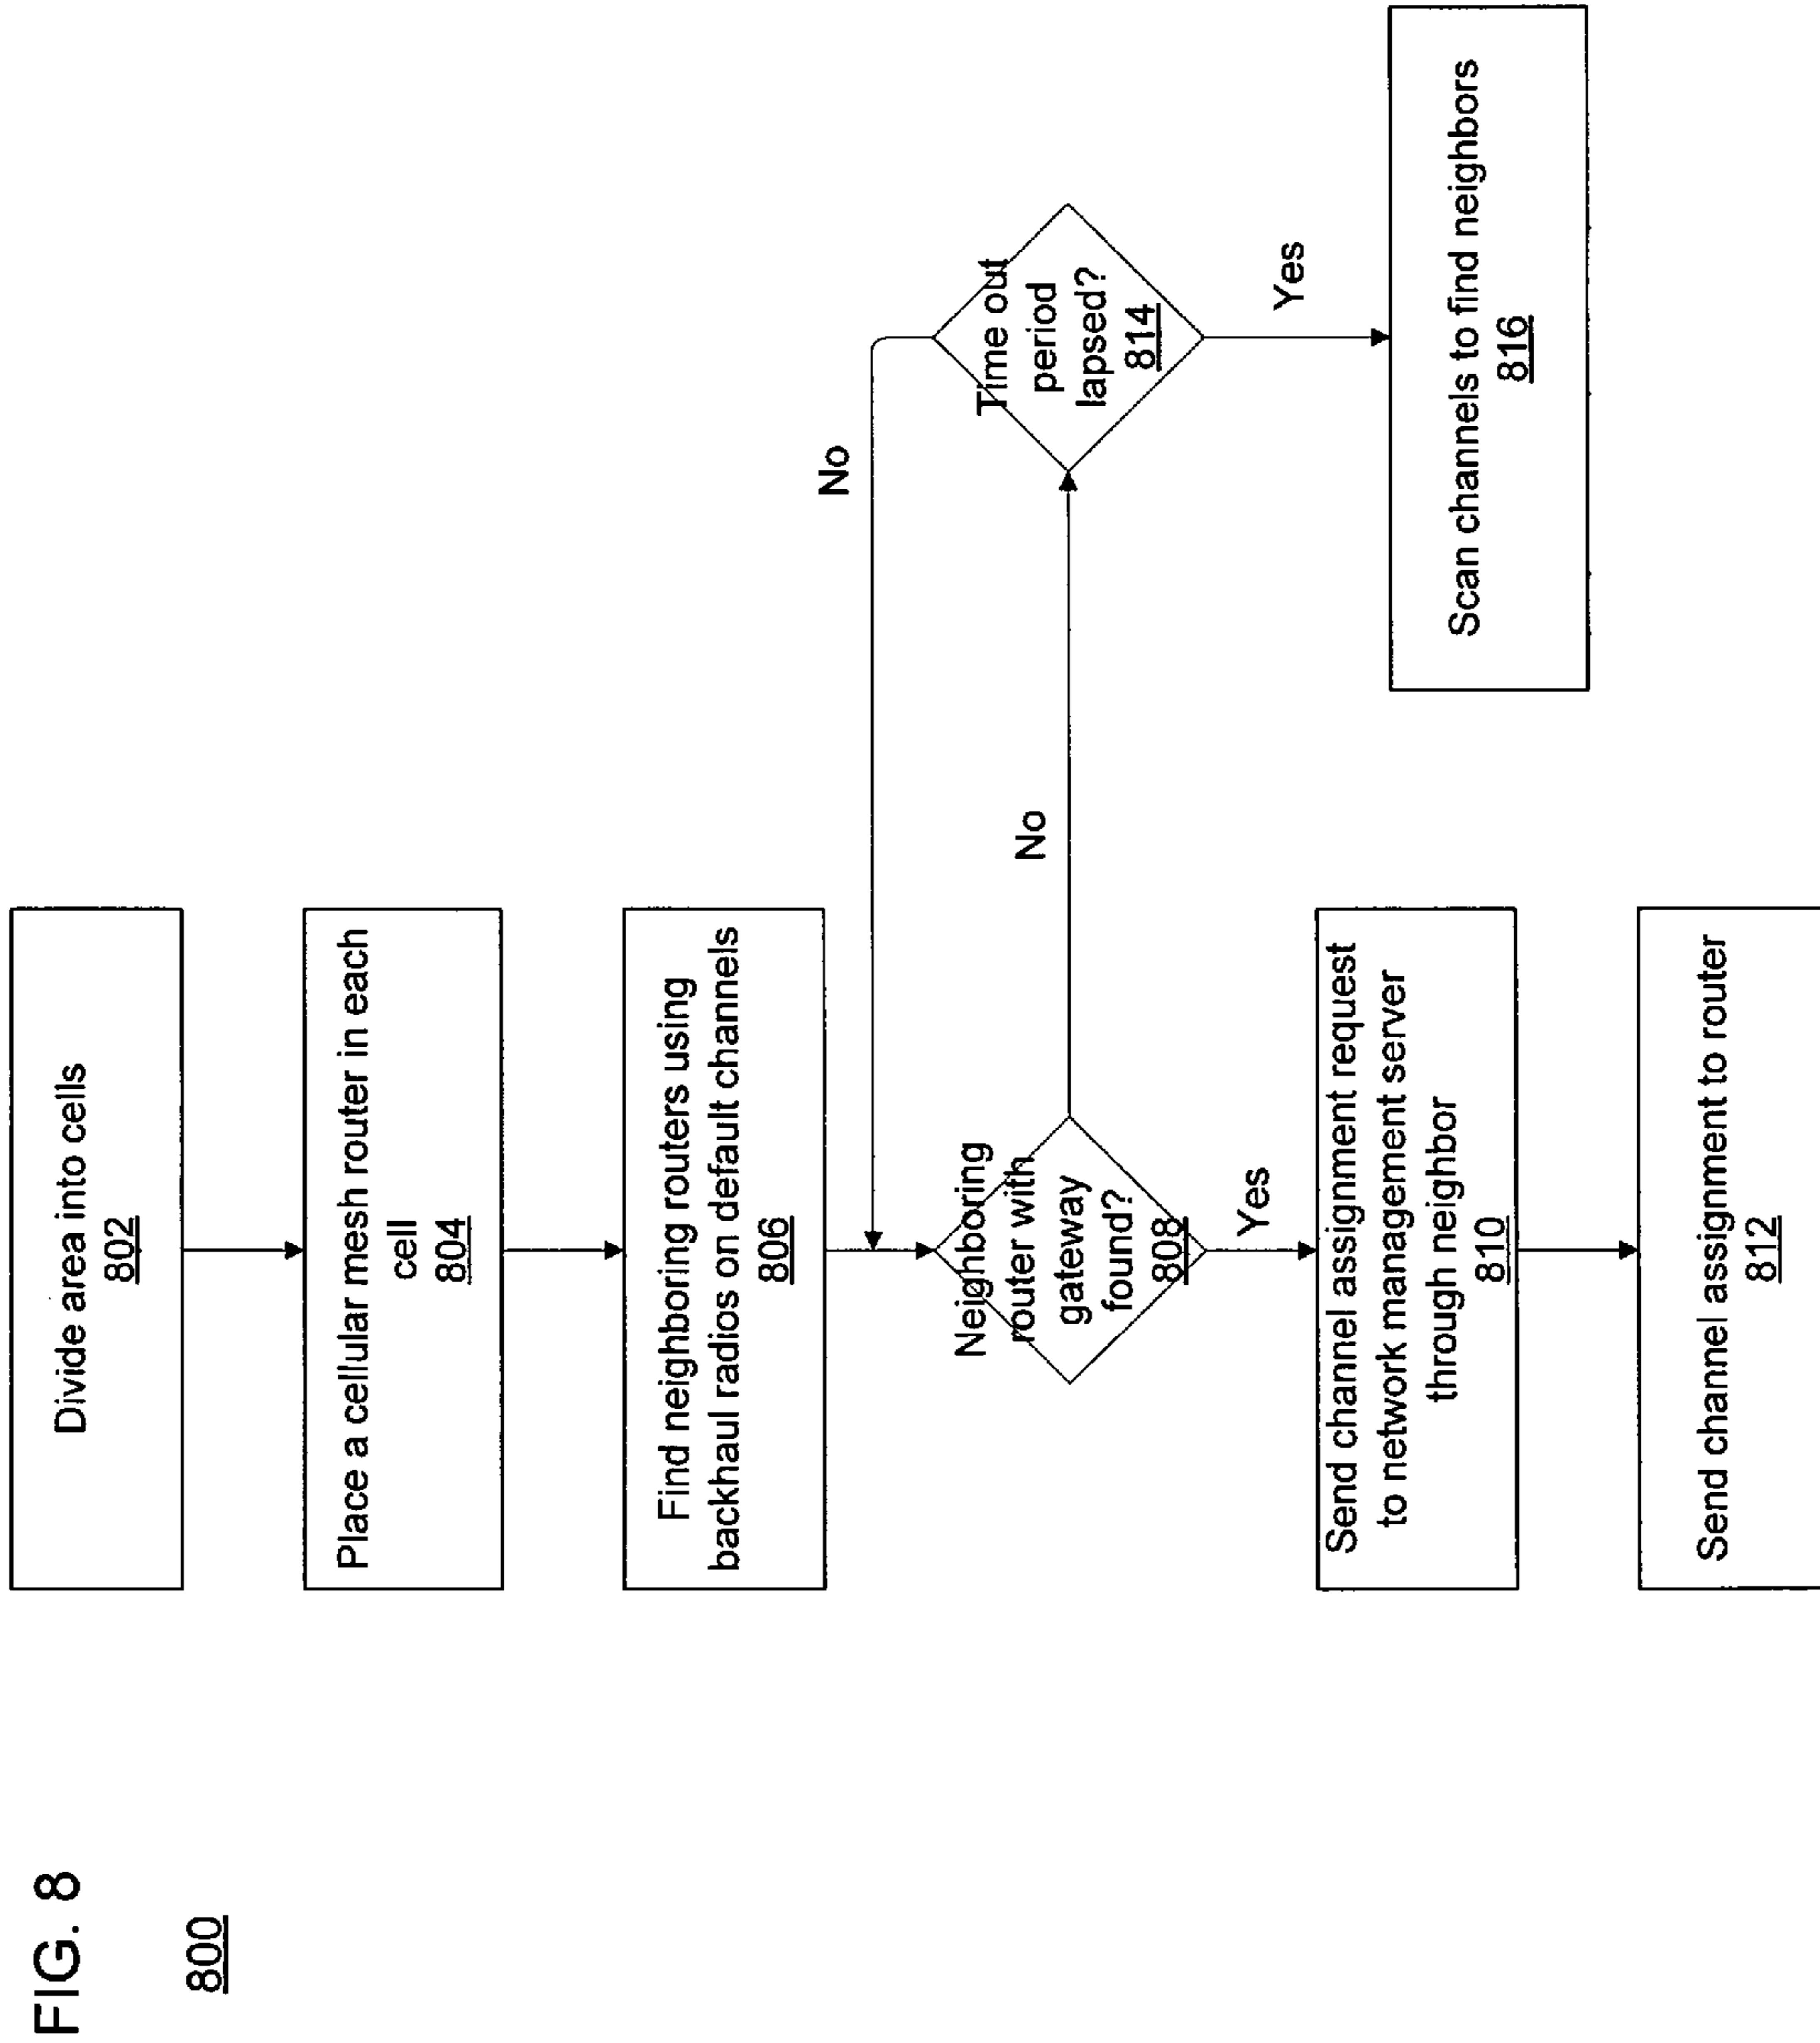 FIG. 8
800
Divide area into cells
802
Place a cellular mesh router in each
cell
804
Find neighboring routers using
backhaul radios on default channels
806
Neighboring
router with
gateway
found?
808
No
Yes
Time out
period
lapsed?
814
No
Yes
Send channel assignment request
to network management server
through neighbor
810
Send channel assignment to router
812
Scan channels to find neighbors
816